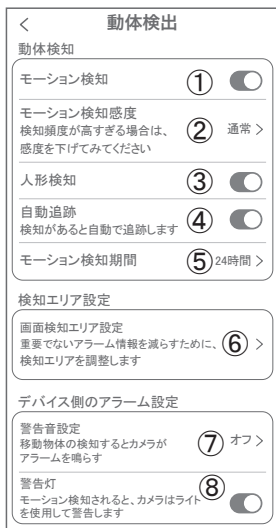 < 動体検出
動体検知
モーション検知 ①
モーション検知感度
検知頻度が高すぎる場合は、
感度を下げてみてください
② 通常 >
人形検知 ③
自動追跡
検知があると自動で追跡します
④
モーション検知期間 ⑤ 24時間 >
検知エリア設定
画面検知エリア設定
重要でないアラーム情報を減らすために、
検知エリアを調整します
⑥ >
デバイス側のアラーム設定
警告音設定
移動物体の検知するとカメラが
アラームを鳴らす
⑦ オフ >
警告灯
モーション検知されると、カメラはライト
を使用して警告します
⑧